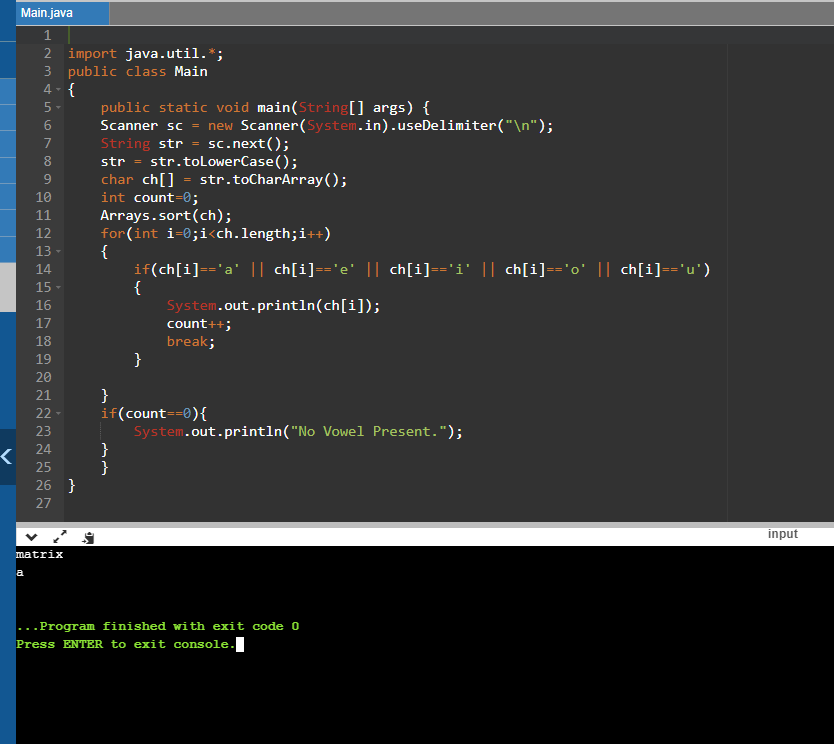 Main.java
1
2 import java.util.*;
3 public class Main
4 {
5 public static void main(String[] args) {
6 Scanner sc = new Scanner(System.in).useDelimiter("\n");
7 String str = sc.next();
8 str = str.toLowerCase();
9 char ch[] = str.toCharArray();
10 int count=0;
11 Arrays.sort(ch);
12 for(int i=0;i<ch.length;i++)
13 {
14 if(ch[i]=='a' || ch[i]=='e' || ch[i]=='i' || ch[i]=='o' || ch[i]=='u')
15 {
16 System.out.println(ch[i]);
17 count++;
18 break;
19 }
20
21 }
22 if(count==0){
23 System.out.println("No Vowel Present.");
24 }
25 }
26 }
27
input
matrix
a
...Program finished with exit code 0
Press ENTER to exit console.